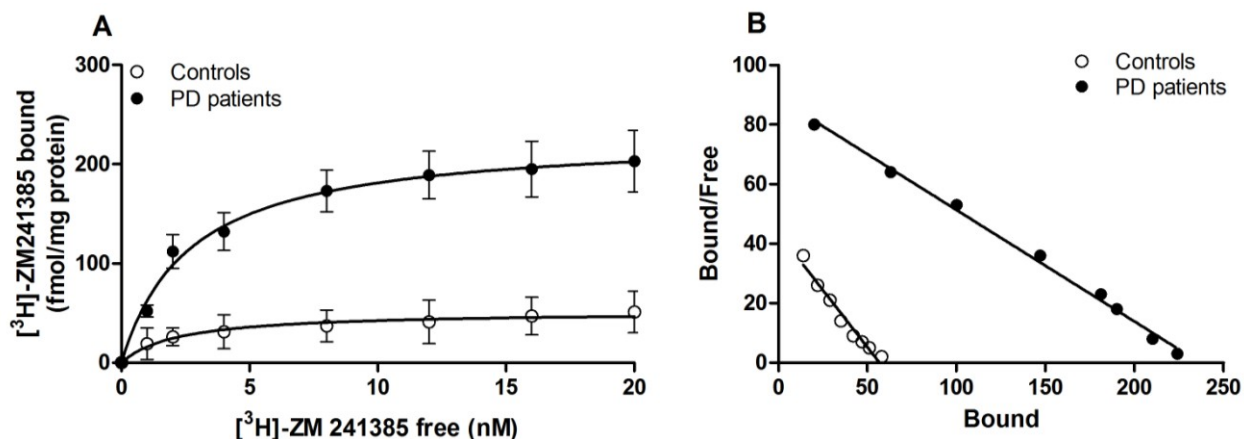 A
[³H]-ZM241385 bound
(fmol/mg protein)
300
200
100
0
Controls
PD patients
0 5 10 15 20
[³H]-ZM 241385 free (nM)
B
Bound/Free
100
80
60
40
20
0
Controls
PD patients
0 50 100 150 200 250
Bound